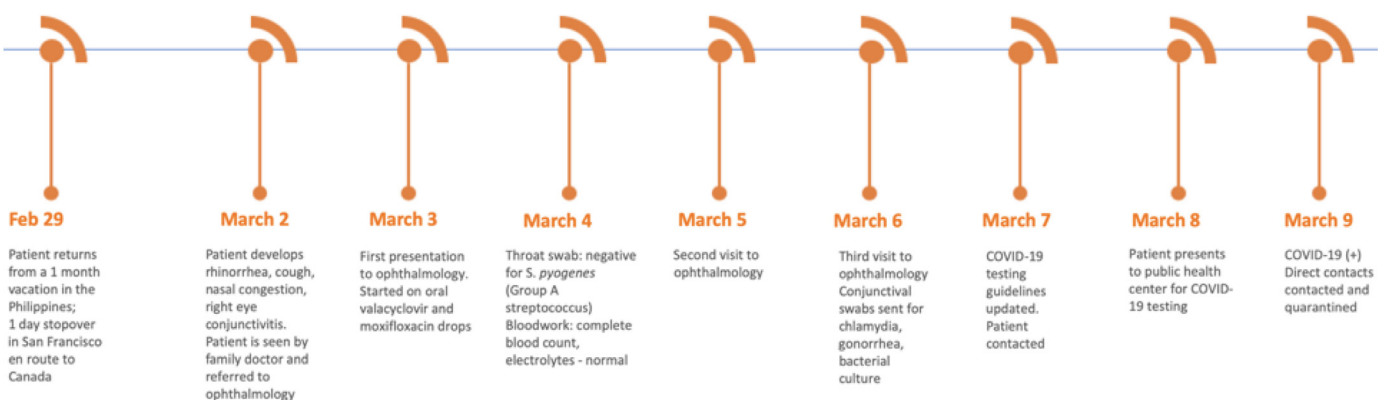 Feb 29
Patient returns
from a 1 month
vacation in the
Philippines;
1 day stopover
in San Francisco
en route to
Canada
March 2
Patient develops
rhinorrhea, cough,
nasal congestion,
right eye
conjunctivitis.
Patient is seen by
family doctor and
referred to
ophthalmology
March 3
First presentation
to ophthalmology.
Started on oral
valacyclovir and
moxifloxacin drops
March 4
Throat swab: negative
for S. pyogenes
(Group A
streptococcus)
Bloodwork: complete
blood count,
electrolytes - normal
March 5
Second visit to
ophthalmology
March 6
Third visit to
ophthalmology
Conjunctival
swabs sent for
chlamydia,
gonorrhea,
bacterial
culture
March 7
COVID-19
testing
guidelines
updated.
Patient
contacted
March 8
Patient presents
to public health
center for COVID-
19 testing
March 9
COVID-19 (+)
Direct contacts
contacted and
quarantined